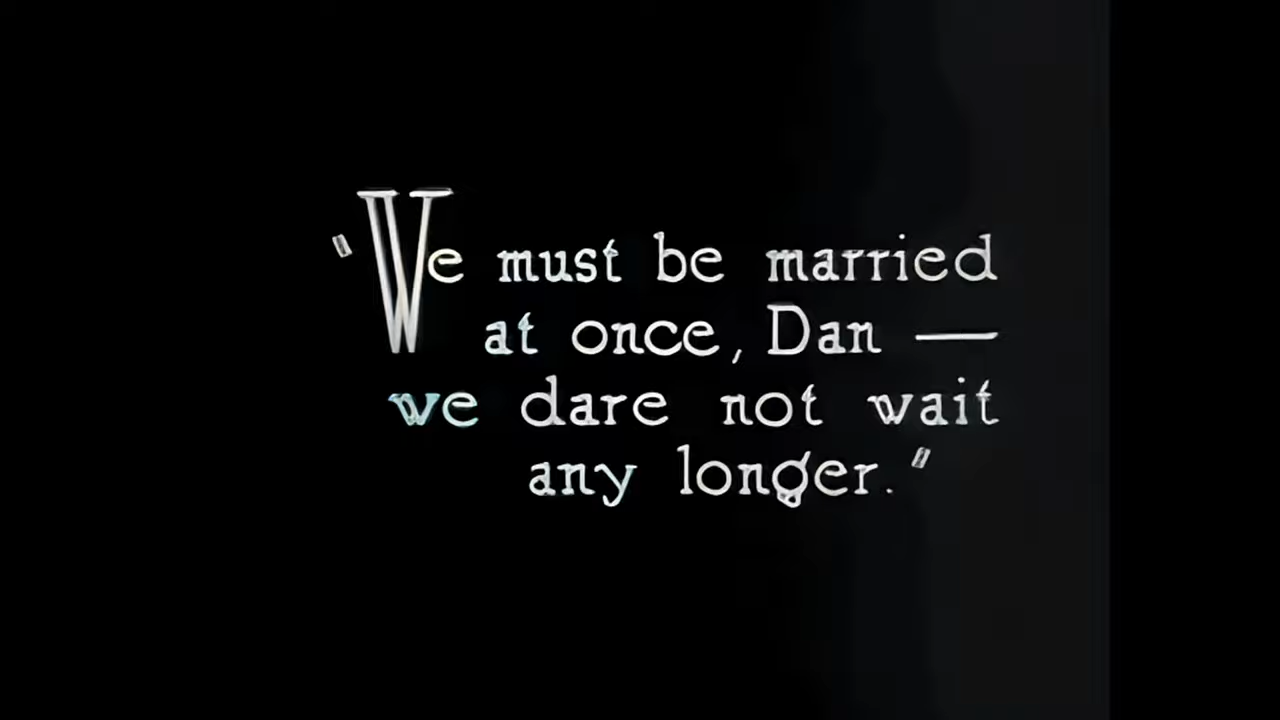 "We must be married
at once, Dan —
we dare not wait
any longer."